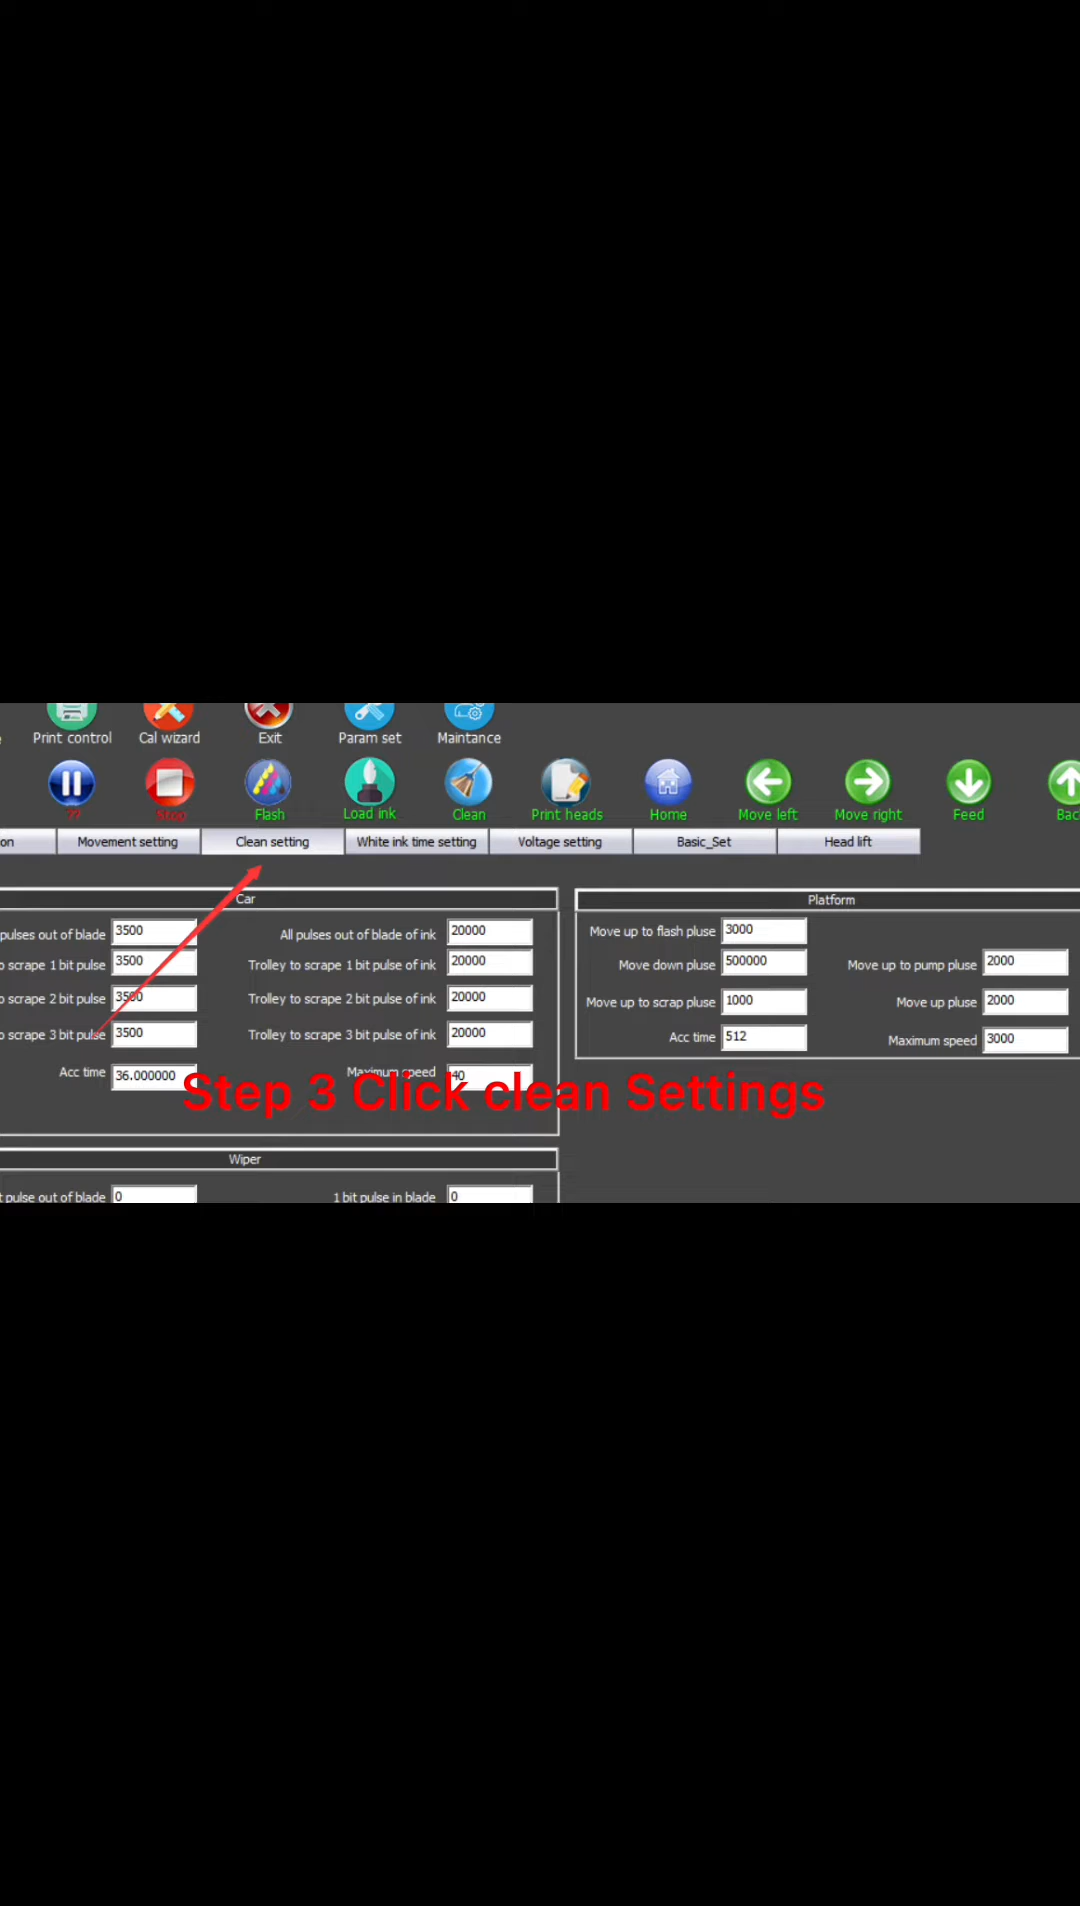 Print control Cal wizard Exit Param set Maintance
?? Stop Flash Load ink Clean Print heads Home Move left Move right Feed Bac
on Movement setting Clean setting White ink time setting Voltage setting Basic_Set Head lift
Car
Platform
pulses out of blade 3500 All pulses out of blade of ink 20000
Move up to flash pluse 3000
o scrape 1 bit pulse 3500 Trolley to scrape 1 bit pulse of ink 20000
Move down pluse 500000 Move up to pump pluse 2000
o scrape 2 bit pulse 3500 Trolley to scrape 2 bit pulse of ink 20000
Move up to scrap pluse 1000 Move up pluse 2000
o scrape 3 bit pulse 3500 Trolley to scrape 3 bit pulse of ink 20000
Acc time 512 Maximum speed 3000
Acc time 36.000000 Maximum speed 40
Step 3 Click clean Settings
Wiper
t pulse out of blade 0 1 bit pulse in blade 0